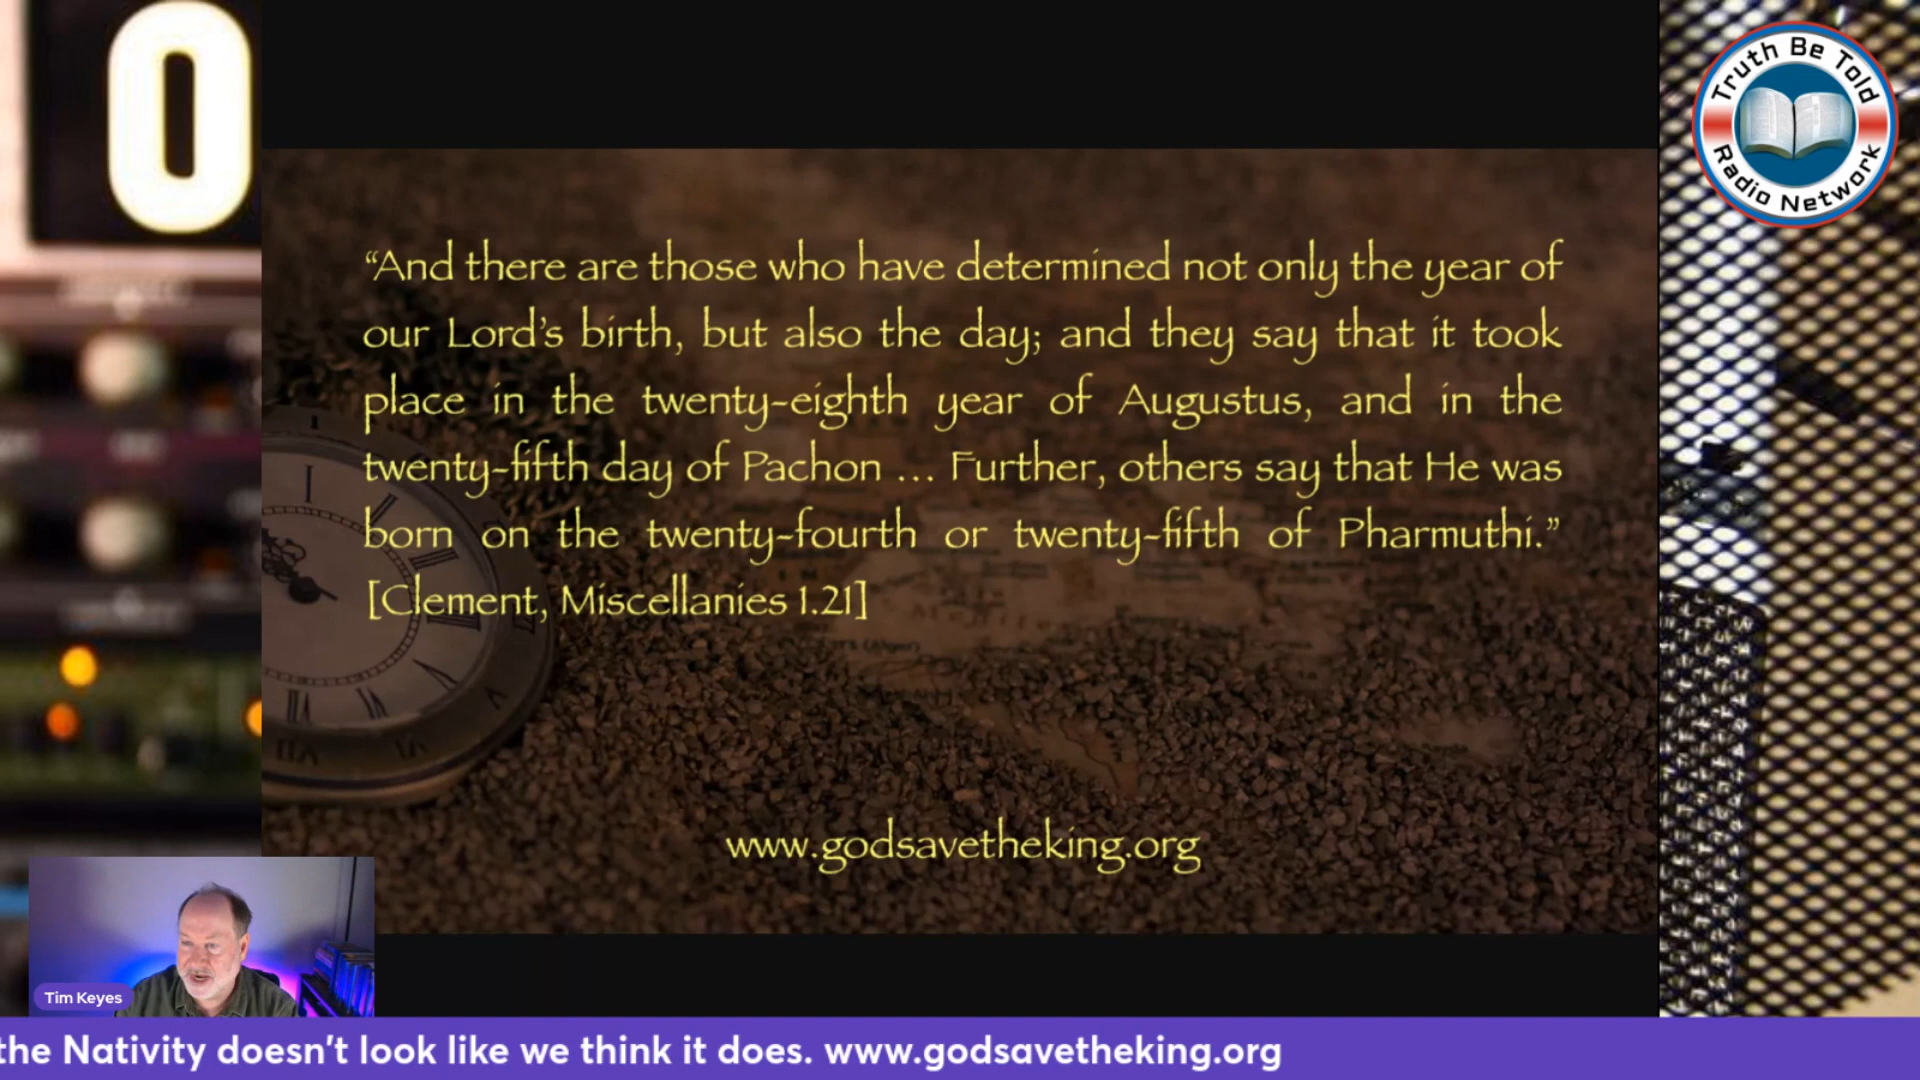 0
Truth Be Told
Radio Network
“And there are those who have determined not only the year of
our Lord’s birth, but also the day; and they say that it took
place in the twenty-eighth year of Augustus, and in the
twenty-fifth day of Pachon ... Further, others say that He was
born on the twenty-fourth or twenty-fifth of Pharmuthi.”
[Clement, Miscellanies 1.21]
www.godsavetheking.org
Tim Keyes
the Nativity doesn't look like we think it does. www.godsavetheking.org